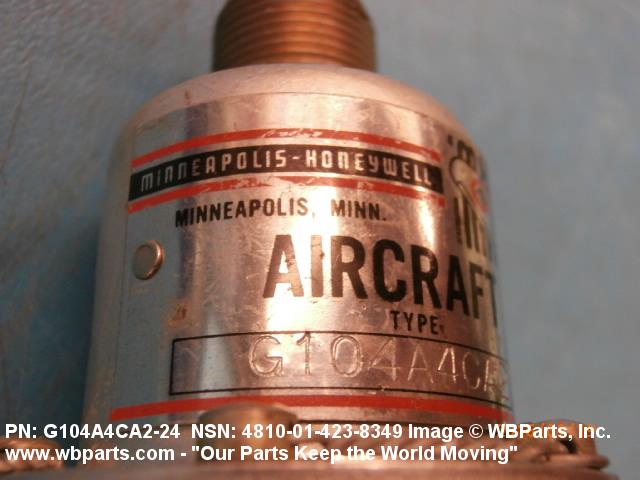 MINNEAPOLIS-HONEYWELL
MINNEAPOLIS, MINN.
AIRCRAFT
TYPE
G104A4CA
PN: G104A4CA2-24 NSN: 4810-01-423-8349 Image © WBParts, Inc.
www.wbparts.com - "Our Parts Keep the World Moving"